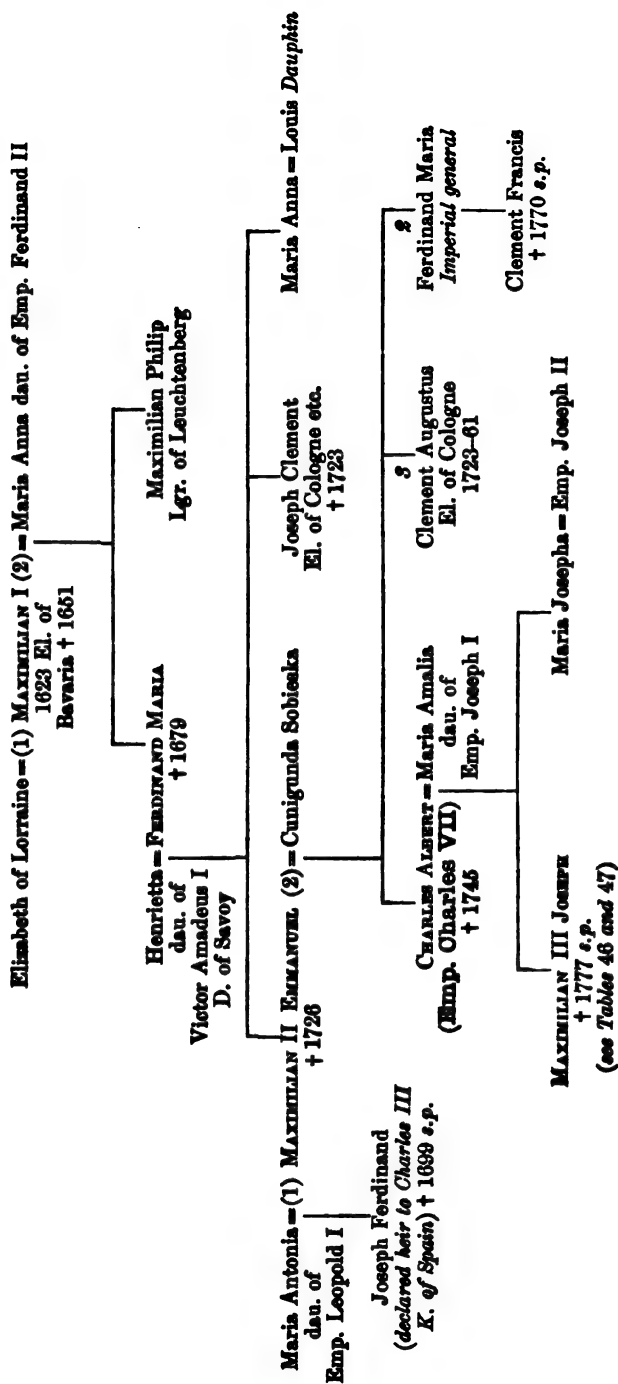 Elizabeth of Lorraine=(1) MAXIMILIAN I (2)=Maria Anna dau. of Emp. Ferdinand II
1623 El. of
Bavaria † 1651
Henrietta=FERDINAND MARIA
dau. of
Victor Amadeus I
D. of Savoy
† 1679
Maximilian Philip
Lgr. of Leuchtenberg
Maria Antonia=(1) MAXIMILIAN II EMMANUEL (2)=Cunigunda Sobieska
dau. of
Emp. Leopold I
† 1726
Joseph Clement
El. of Cologne etc.
† 1723
Maria Anna=Louis Dauphin
Joseph Ferdinand
(declared heir to Charles III
K. of Spain) † 1699 s.p.
CHARLES ALBERT=Maria Amalia
(Emp. Charles VII)
† 1745
dau. of
Emp. Joseph I
3
Clement Augustus
El. of Cologne
1723-61
2
Ferdinand Maria
Imperial general
Clement Francis
† 1770 s.p.
MAXIMILIAN III JOSEPH
† 1777 s.p.
(see Tables 46 and 47)
Maria Josepha=Emp. Joseph II